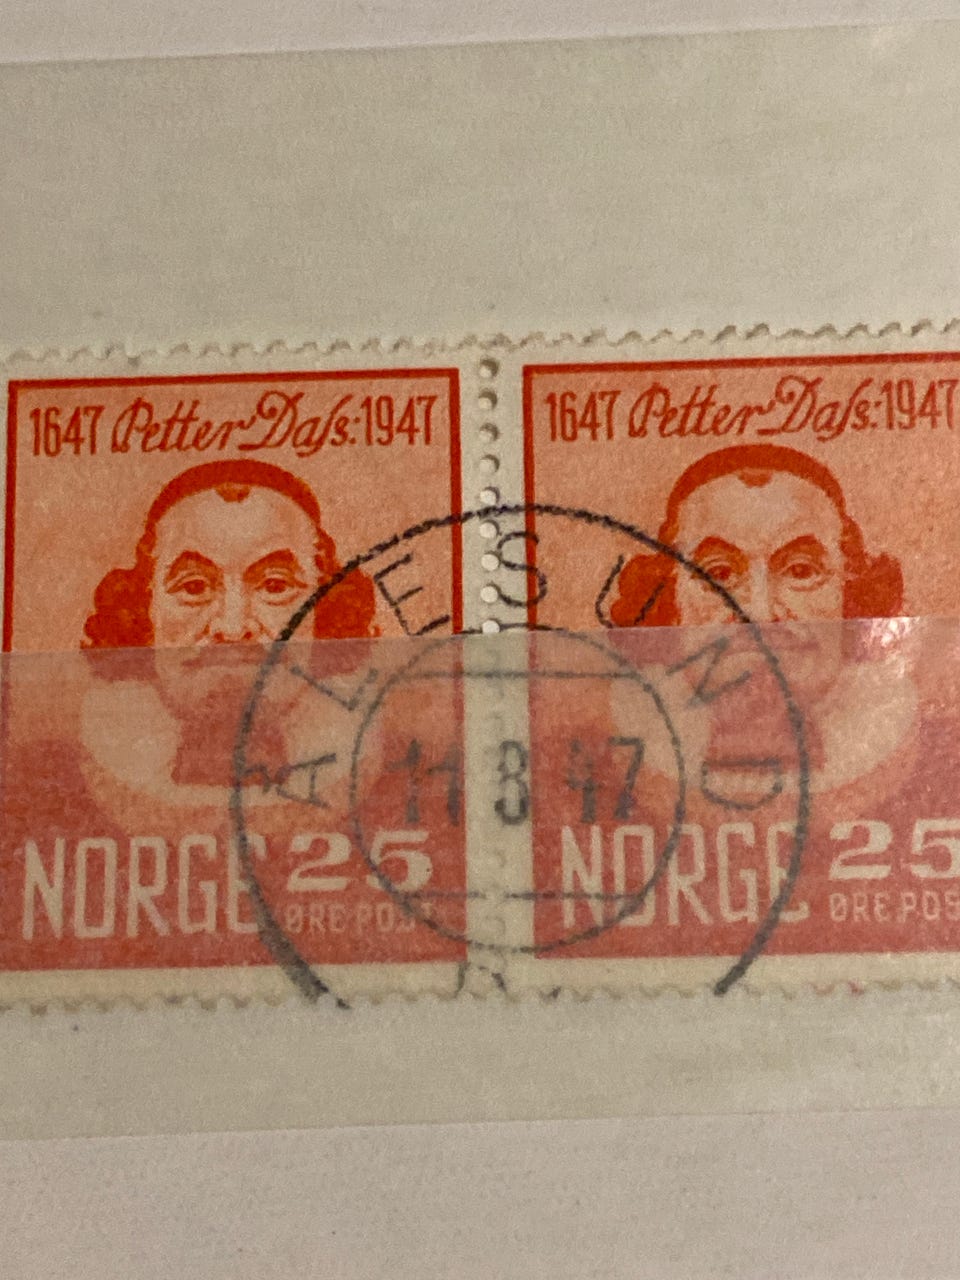 1647 Petter Dass: 1947
NORGE 25
ØRE POST
1647 Petter Dass: 1947
NORGE 25
ØRE POS
ÅLESUND
11 8 47